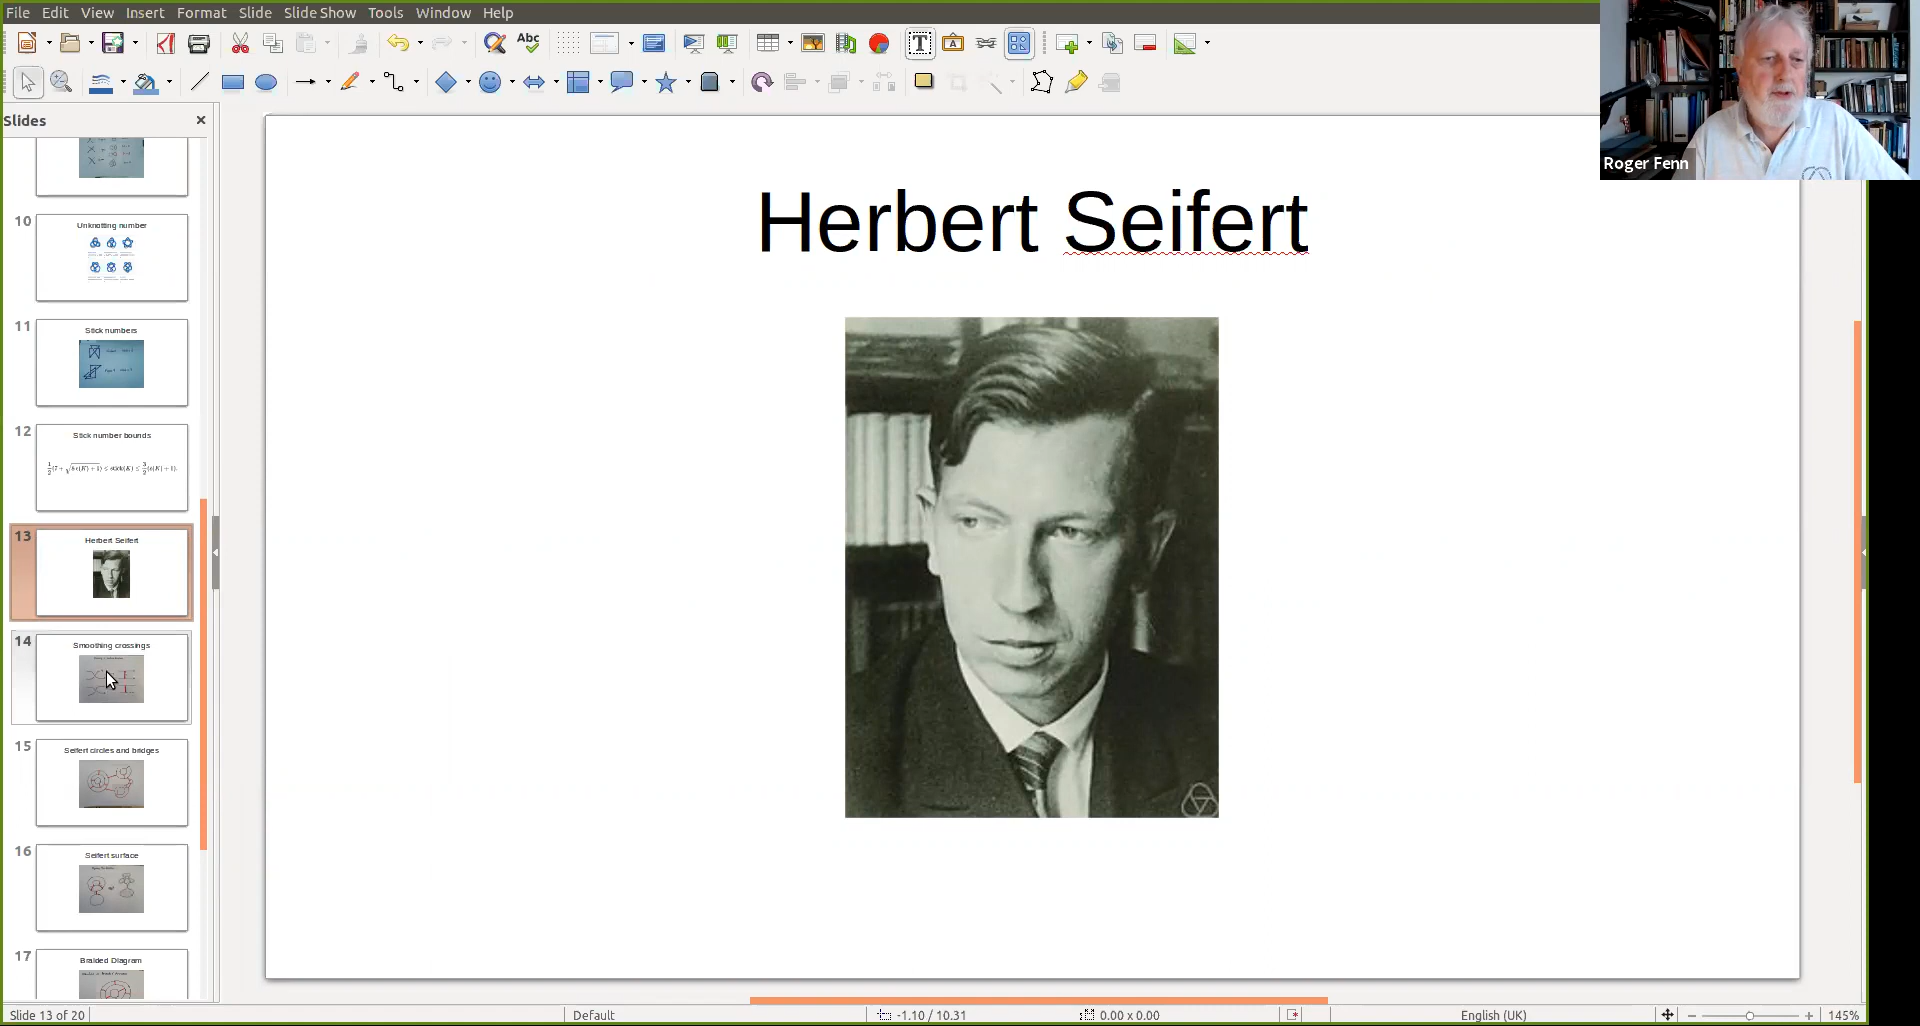 File Edit View Insert Format Slide Slide Show Tools Window Help
Abc
Roger Fenn
Slides
10
Unknotting number
11
Stick numbers
12
Stick number bounds
13
Herbert Seifert
14
Smoothing crossings
15
Seifert circles and bridges
16
Seifert surface
17
Braided Diagram
Herbert Seifert
Slide 13 of 20
Default
-1.10 / 10.31
0.00 x 0.00
English (UK)
145%